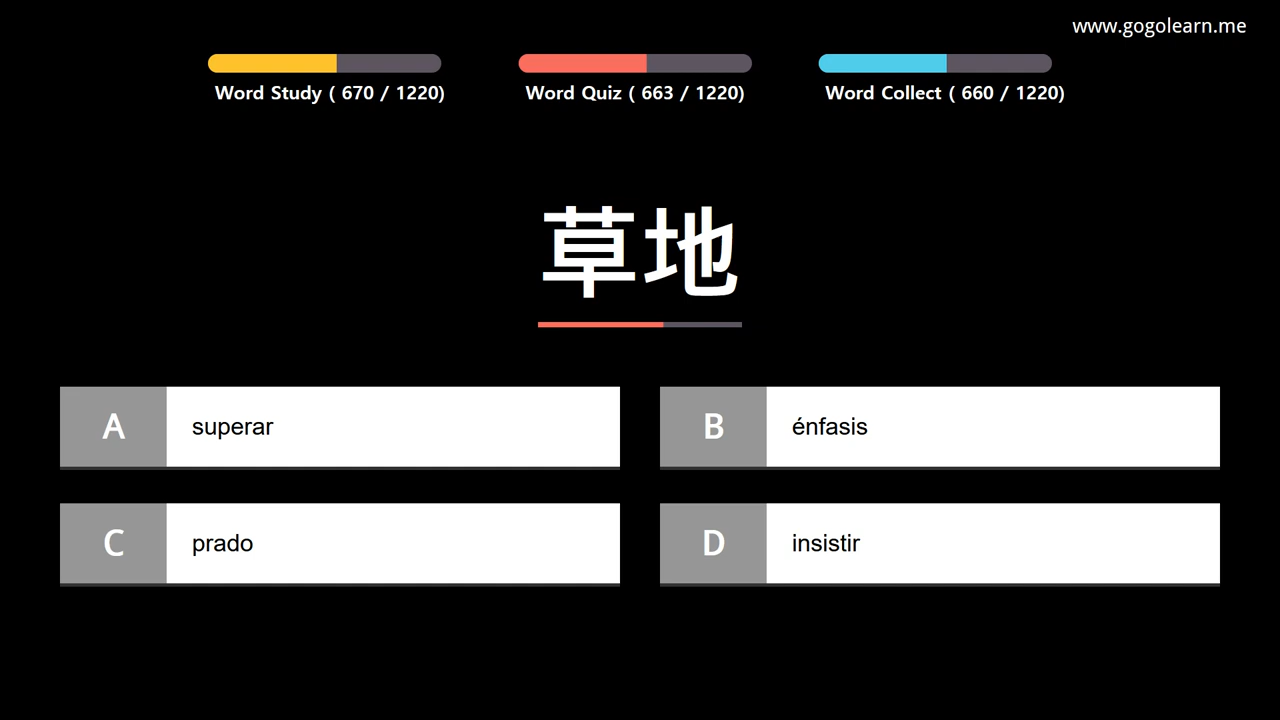 www.gogolearn.me
Word Study ( 670 / 1220)
Word Quiz ( 663 / 1220)
Word Collect ( 660 / 1220)
草地
A superar
B énfasis
C prado
D insistir